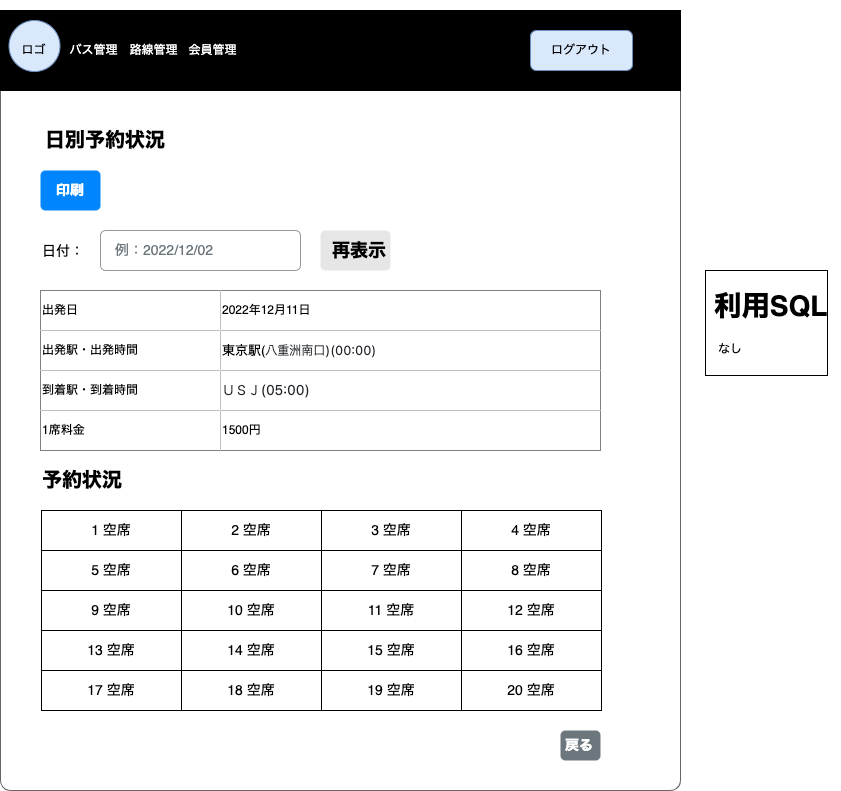 ロゴ バス管理 路線管理 会員管理 ログアウト
日別予約状況
印刷
日付： 例：2022/12/02 再表示
出発日 2022年12月11日
出発駅・出発時間 東京駅(八重洲南口)(00:00)
到着駅・到着時間 ＵＳＪ(05:00)
1席料金 1500円
予約状況
1 空席 2 空席 3 空席 4 空席
5 空席 6 空席 7 空席 8 空席
9 空席 10 空席 11 空席 12 空席
13 空席 14 空席 15 空席 16 空席
17 空席 18 空席 19 空席 20 空席
戻る
利用SQL
なし